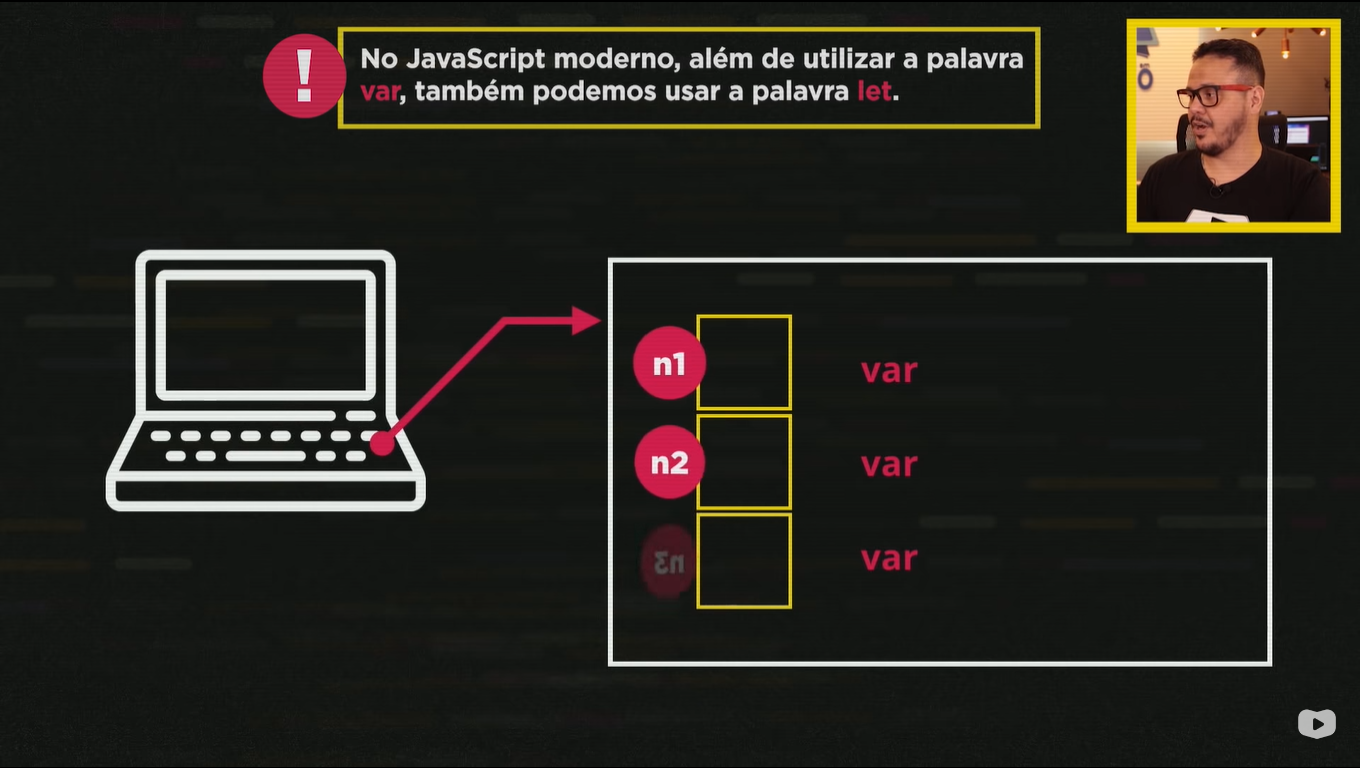 !
No JavaScript moderno, além de utilizar a palavra
var, também podemos usar a palavra let.
n1 var
n2 var
n3 var